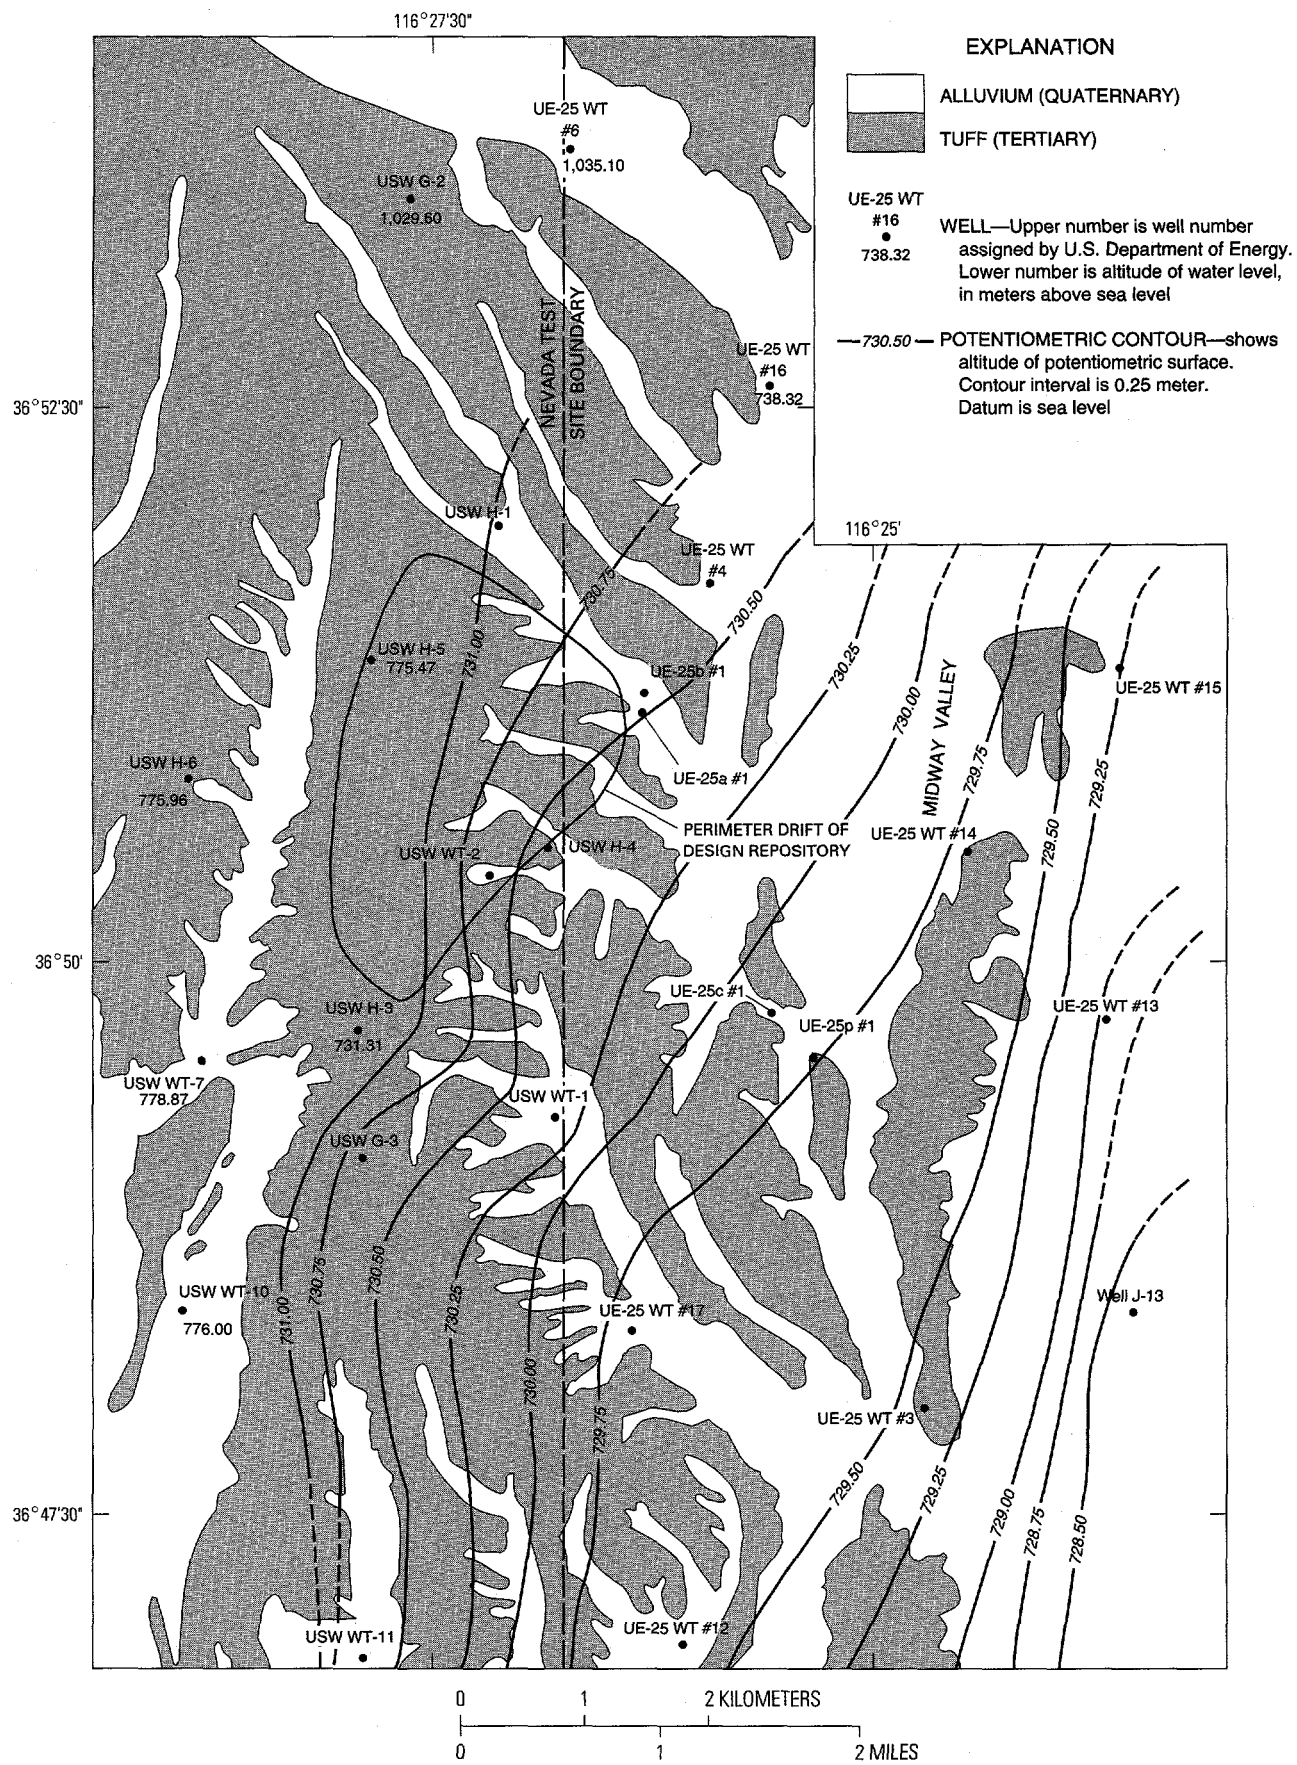 116°27'30"
EXPLANATION
ALLUVIUM (QUATERNARY)
TUFF (TERTIARY)
UE-25 WT
#16
738.32
WELL—Upper number is well number
assigned by U.S. Department of Energy.
Lower number is altitude of water level,
in meters above sea level
730.50
POTENTIOMETRIC CONTOUR—shows
altitude of potentiometric surface.
Contour interval is 0.25 meter.
Datum is sea level
UE-25 WT
#6
1,035.10
USW G-2
1,029.60
NEVADA TEST
SITE BOUNDARY
UE-25 WT
#16
738.32
36°52'30"
USW H-1
116°25'
UE-25 WT
#4
730.75
730.50
USW H-5
775.47
731.00
730.25
UE-25b #1
UE-25 WT #15
730.00
MIDWAY VALLEY
USW H-6
775.96
UE-25a #1
729.75
729.25
PERIMETER DRIFT OF
DESIGN REPOSITORY
UE-25 WT #14
729.50
USW WT-2
USW H-4
36°50'
UE-25c #1
USW H-3
731.31
UE-25p #1
UE-25 WT #13
USW WT-7
778.87
USW WT-1
USW G-3
USW WT-10
776.00
731.00
730.75
730.50
730.25
UE-25 WT #17
Well J-13
730.00
729.75
UE-25 WT #3
729.50
729.25
729.00
728.75
728.50
36°47'30"
USW WT-11
UE-25 WT #12
0 1 2 KILOMETERS
0 1 2 MILES